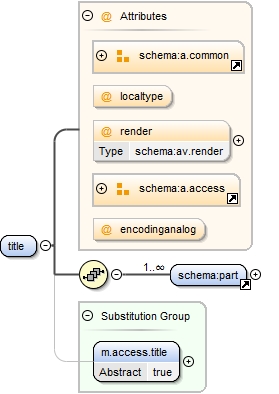 Attributes
schema:a.common
@ localtype
@ render
Type schema:av.render
schema:a.access
@ encodinganalog
title
1..∞
schema:part
Substitution Group
m.access.title
Abstract true